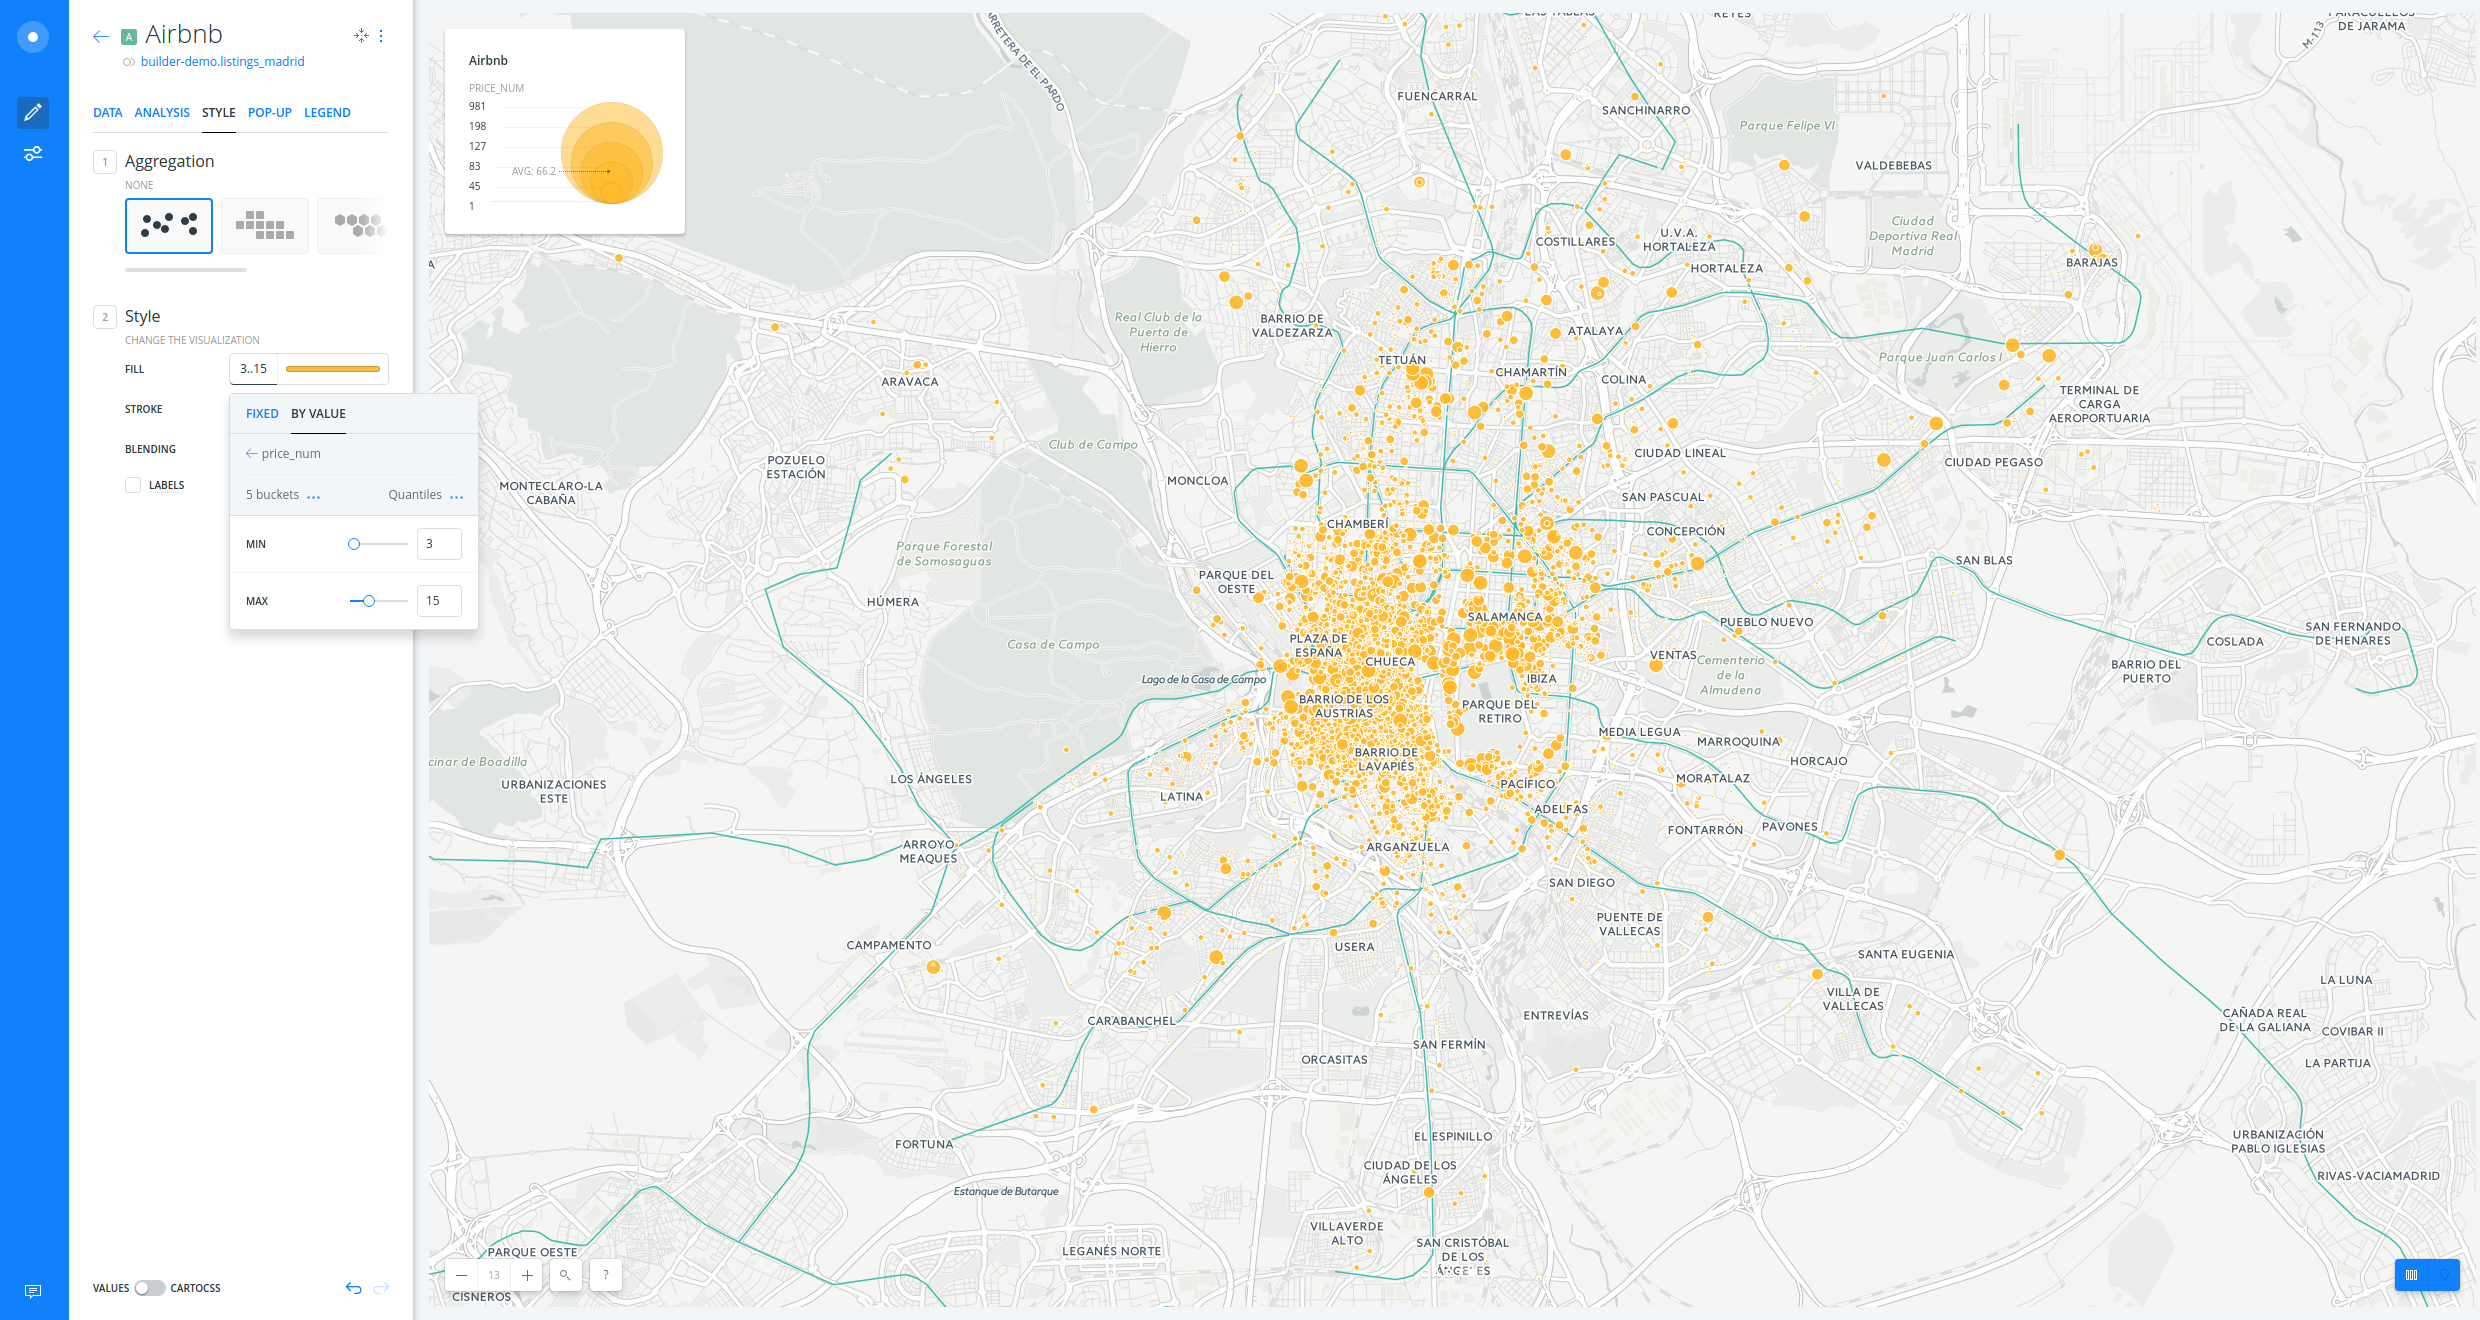 A Airbnb
builder-demo.listings_madrid
DATA ANALYSIS STYLE POP-UP LEGEND
1 Aggregation
NONE
2 Style
CHANGE THE VISUALIZATION
FILL 3..15
STROKE
BLENDING
LABELS
FIXED BY VALUE
price_num
5 buckets ... Quantiles ...
MIN 3
MAX 15
VALUES CARTOCSS
Airbnb
PRICE_NUM
981
198
127
83
AVG: 66.2
45
1
13
?
CARRETERA DE EL PARDO
LAS TABLAS
REYES
PARACUELLOS
DE JARAMA
M-113
FUENCARRAL
SANCHINARRO
Parque Felipe VI
VALDEBEBAS
COSTILLARES
U.V.A.
HORTALEZA
HORTALEZA
Ciudad
Deportiva Real
Madrid
BARAJAS
Real Club de la
Puerta de
Hierro
BARRIO DE
VALDEZARZA
ATALAYA
TETUÁN
CHAMARTÍN
COLINA
Parque Juan Carlos I
TERMINAL DE
CARGA
AEROPORTUARIA
ARAVACA
Club de Campo
POZUELO
ESTACIÓN
MONTECLARO-LA
CABAÑA
MONCLOA
CIUDAD LINEAL
CIUDAD PEGASO
SAN PASCUAL
CHAMBERÍ
CONCEPCIÓN
Parque Forestal
de Somosaguas
PARQUE DEL
OESTE
SAN BLAS
HÚMERA
SALAMANCA
PUEBLO NUEVO
SAN FERNANDO
DE HENARES
COSLADA
Casa de Campo
PLAZA DE
ESPAÑA
CHUECA
VENTAS
Cementerio
de la
Almudena
BARRIO DEL
PUERTO
Lago de la Casa de Campo
IBIZA
BARRIO DE LOS
AUSTRIAS
PARQUE DEL
RETIRO
MEDIA LEGUA
MARROQUINA
cinar de Boadilla
URBANIZACIONES
ESTE
LOS ÁNGELES
BARRIO DE
LAVAPIÉS
HORCAJO
MORATALAZ
PACÍFICO
LATINA
ADELFAS
FONTARRÓN
PAVONES
ARROYO
MEAQUES
ARGANZUELA
SAN DIEGO
PUENTE DE
VALLECAS
CAMPAMENTO
USERA
SANTA EUGENIA
LA LUNA
VILLA DE
VALLECAS
CARABANCHEL
ENTREVÍAS
CAÑADA REAL
DE LA GALIANA
COVIBAR II
SAN FERMÍN
ORCASITAS
LA PARTIJA
FORTUNA
EL ESPINILLO
URBANIZACIÓN
PABLO IGLESIAS
CIUDAD DE LOS
ÁNGELES
RIVAS-VACIAMADRID
Estanque de Butarque
VILLAVERDE
ALTO
PARQUE OESTE
LEGANÉS NORTE
SAN CRISTÓBAL
DE LOS
ÁNGELES
CISNEROS